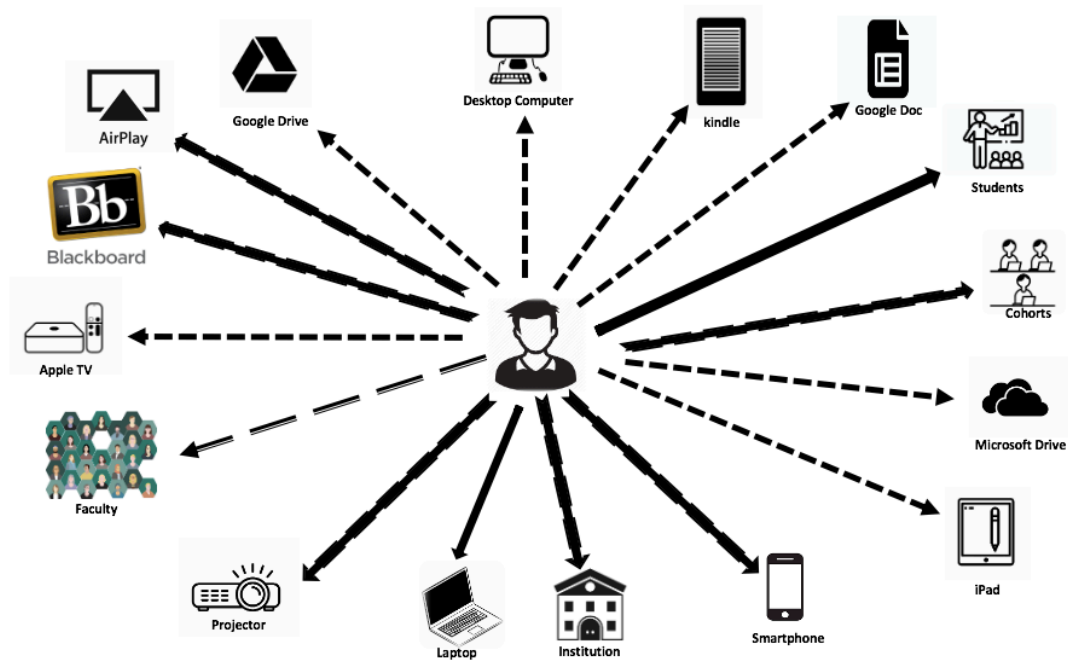 Desktop Computer
Google Drive
kindle
Google Doc
AirPlay
Students
Bb
Blackboard
Cohorts
Apple TV
Microsoft Drive
Faculty
iPad
Projector
Laptop
Institution
Smartphone